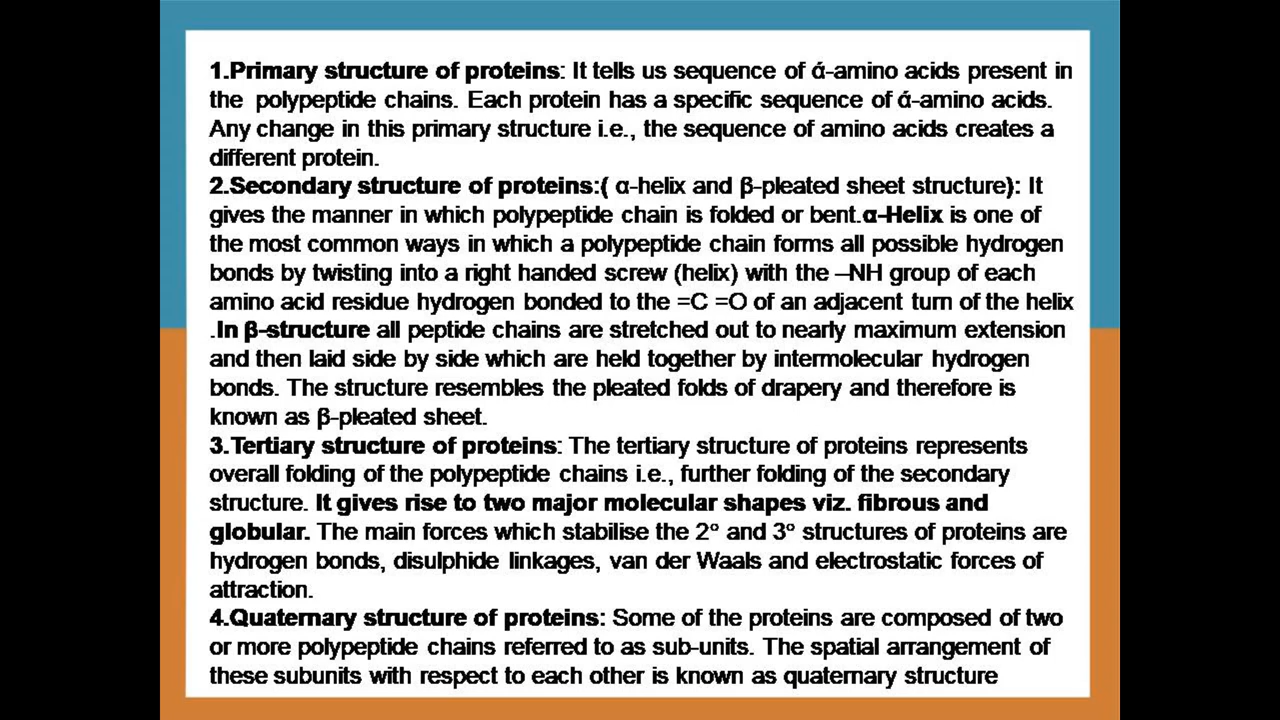 1.Primary structure of proteins: It tells us sequence of ά-amino acids present in
the polypeptide chains. Each protein has a specific sequence of ά-amino acids.
Any change in this primary structure i.e., the sequence of amino acids creates a
different protein.
2.Secondary structure of proteins:( α-helix and β-pleated sheet structure): It
gives the manner in which polypeptide chain is folded or bent.α-Helix is one of
the most common ways in which a polypeptide chain forms all possible hydrogen
bonds by twisting into a right handed screw (helix) with the –NH group of each
amino acid residue hydrogen bonded to the =C =O of an adjacent turn of the helix
.In β-structure all peptide chains are stretched out to nearly maximum extension
and then laid side by side which are held together by intermolecular hydrogen
bonds. The structure resembles the pleated folds of drapery and therefore is
known as β-pleated sheet.
3.Tertiary structure of proteins: The tertiary structure of proteins represents
overall folding of the polypeptide chains i.e., further folding of the secondary
structure. It gives rise to two major molecular shapes viz. fibrous and
globular. The main forces which stabilise the 2° and 3° structures of proteins are
hydrogen bonds, disulphide linkages, van der Waals and electrostatic forces of
attraction.
4.Quaternary structure of proteins: Some of the proteins are composed of two
or more polypeptide chains referred to as sub-units. The spatial arrangement of
these subunits with respect to each other is known as quaternary structure